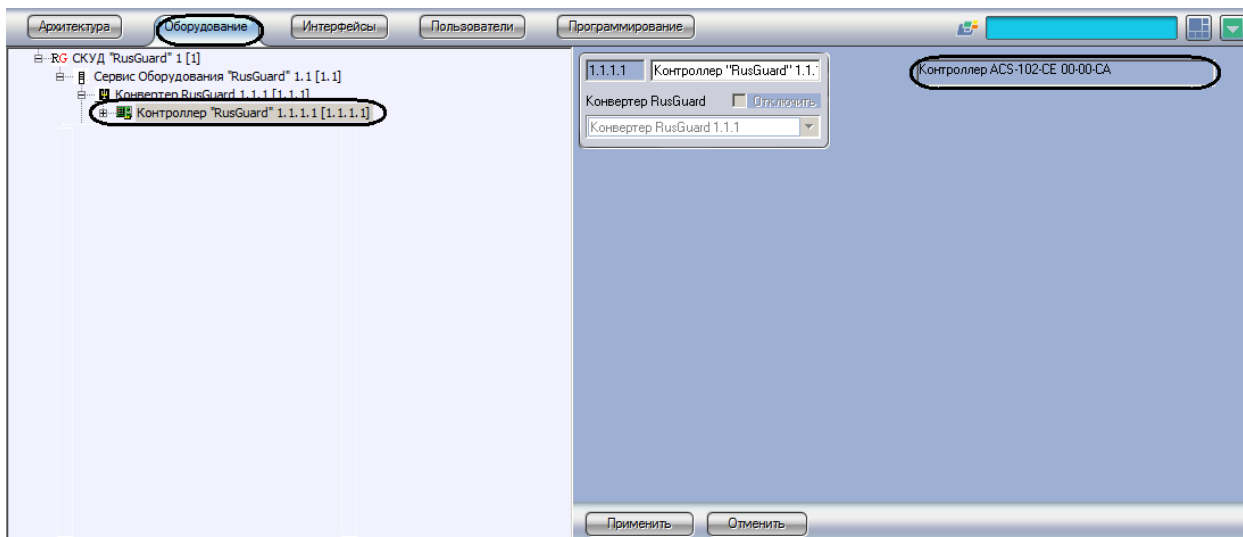 Архитектура Оборудование Интерфейсы Пользователи Программирование
RG СКУД "RusGuard" 1 [1]
Сервис Оборудования "RusGuard" 1.1 [1.1]
Конвертер RusGuard 1.1.1 [1.1.1]
Контроллер "RusGuard" 1.1.1.1 [1.1.1.1]
1.1.1.1 Контроллер "RusGuard" 1.1.
Конвертер RusGuard Отключить
Конвертер RusGuard 1.1.1
Контроллер ACS-102-CE 00-00-CA
Применить Отменить